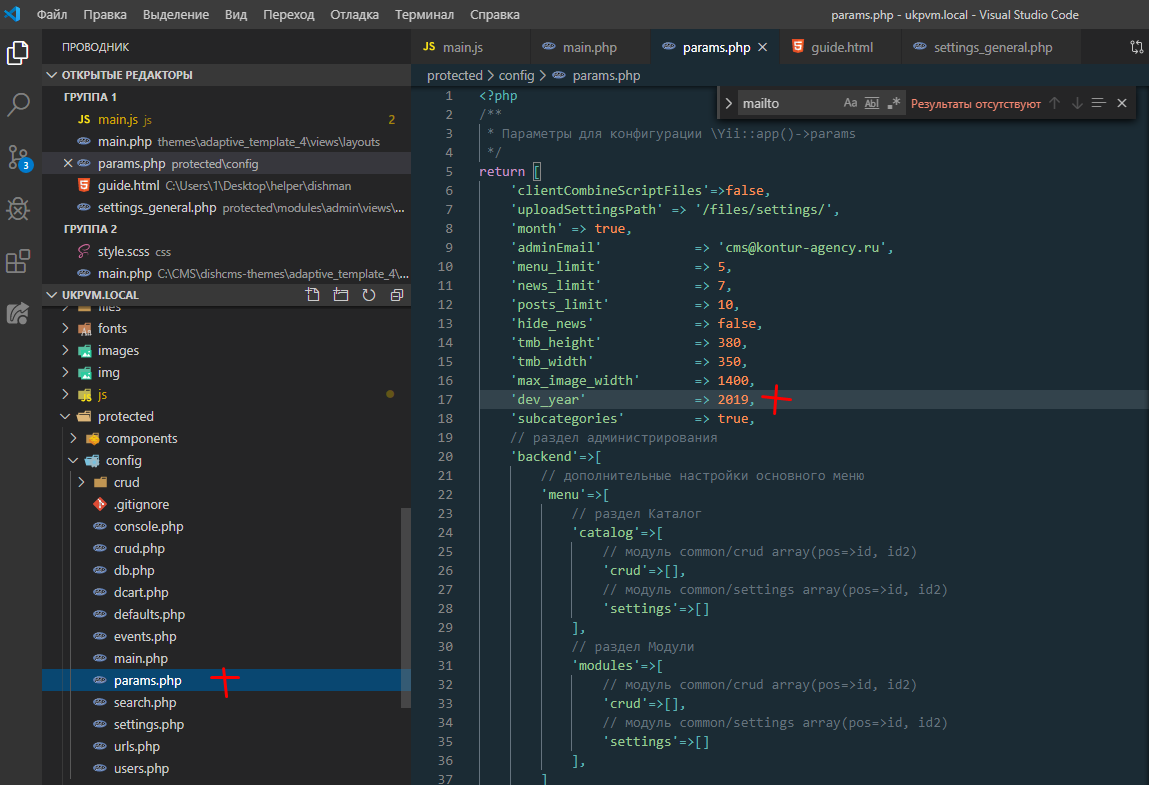 Файл Правка Выделение Вид Переход Отладка Терминал Справка params.php - ukpvm.local - Visual Studio Code
ПРОВОДНИК
ОТКРЫТЫЕ РЕДАКТОРЫ
ГРУППА 1
JS main.js js 2
main.php themes\adaptive_template_4\views\layouts
params.php protected\config
guide.html C:\Users\1\Desktop\helper\dishman
settings_general.php protected\modules\admin\views\...
ГРУППА 2
style.scss css
main.php C:\CMS\dishcms-themes\adaptive_template_4\...
UKPVM.LOCAL
files
fonts
images
img
js
protected
components
config
crud
.gitignore
console.php
crud.php
db.php
dcart.php
defaults.php
events.php
main.php
params.php
search.php
settings.php
urls.php
users.php
3
JS main.js main.php params.php guide.html settings_general.php
protected > config > params.php
mailto Aa Abl .* Результаты отсутствуют
1 <?php
2 /**
3 * Параметры для конфигурации \Yii::app()->params
4 */
5 return [
6 'clientCombineScriptFiles'=>false,
7 'uploadSettingsPath' => '/files/settings/',
8 'month' => true,
9 'adminEmail' => 'cms@kontur-agency.ru',
10 'menu_limit' => 5,
11 'news_limit' => 7,
12 'posts_limit' => 10,
13 'hide_news' => false,
14 'tmb_height' => 380,
15 'tmb_width' => 350,
16 'max_image_width' => 1400,
17 'dev_year' => 2019,
18 'subcategories' => true,
19 // раздел администрирования
20 'backend'=>[
21 // дополнительные настройки основного меню
22 'menu'=>[
23 // раздел Каталог
24 'catalog'=>[
25 // модуль common/crud array(pos=>id, id2)
26 'crud'=>[],
27 // модуль common/settings array(pos=>id, id2)
28 'settings'=>[]
29 ],
30 // раздел Модули
31 'modules'=>[
32 // модуль common/crud array(pos=>id, id2)
33 'crud'=>[],
34 // модуль common/settings array(pos=>id, id2)
35 'settings'=>[]
36 ],
37 ]